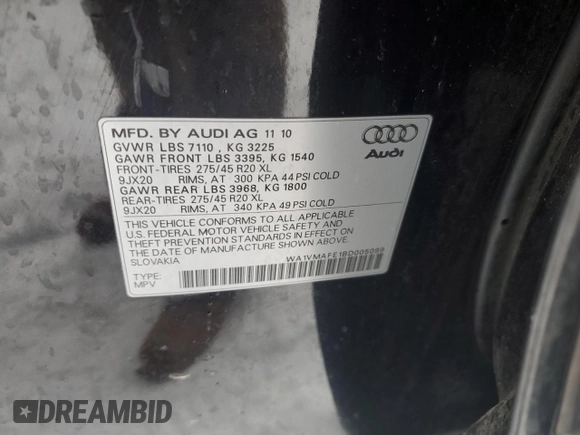 MFD. BY AUDI AG 11 10
GVWR LBS 7110 , KG 3225
GAWR FRONT LBS 3395, KG 1540
FRONT-TIRES 275/45 R20 XL
9JX20 RIMS, AT 300 KPA 44 PSI COLD
GAWR REAR LBS 3968, KG 1800
REAR-TIRES 275/45 R20 XL
9JX20 RIMS, AT 340 KPA 49 PSI COLD
THIS VEHICLE CONFORMS TO ALL APPLICABLE
U.S. FEDERAL MOTOR VEHICLE SAFETY AND
THEFT PREVENTION STANDARDS IN EFFECT ON
THE DATE OF MANUFACTURE SHOWN ABOVE.
SLOVAKIA
TYPE:
MPV
Audi
DREAMBID